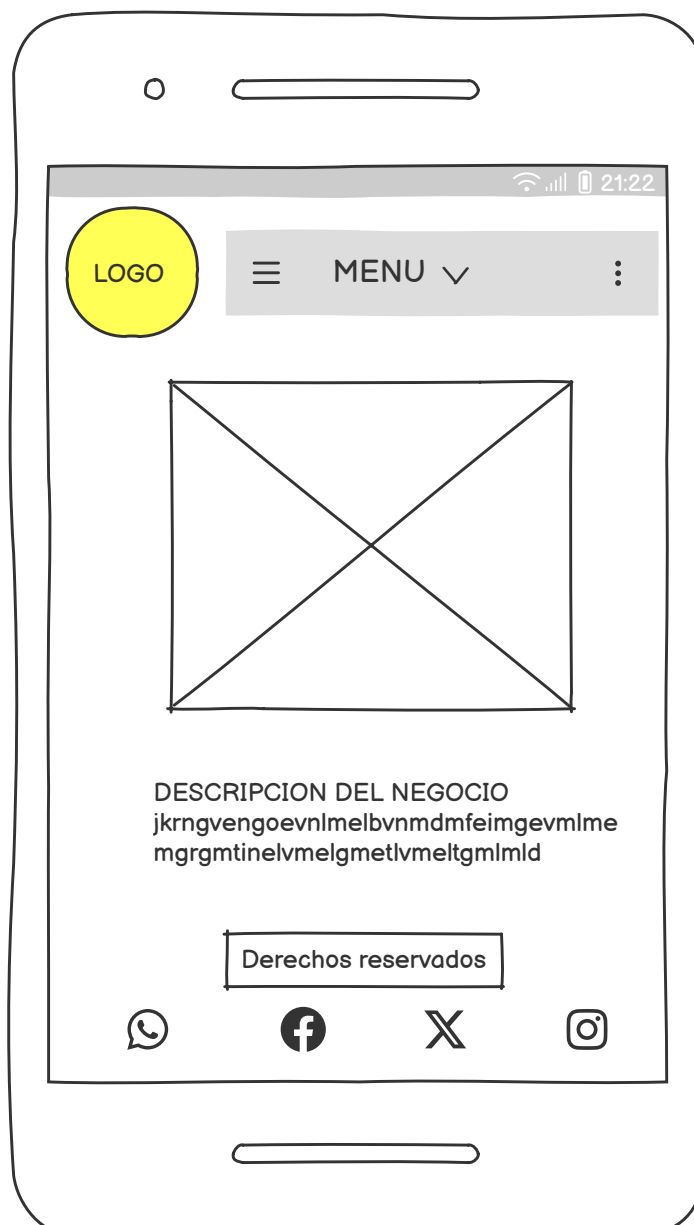 21:22
LOGO
MENU
DESCRIPCION DEL NEGOCIO
jkrngvengoevnlmelbvnmdmfeimgevmlme
mgrgmtinelvmelgmetlvmeltgmlmld
Derechos reservados